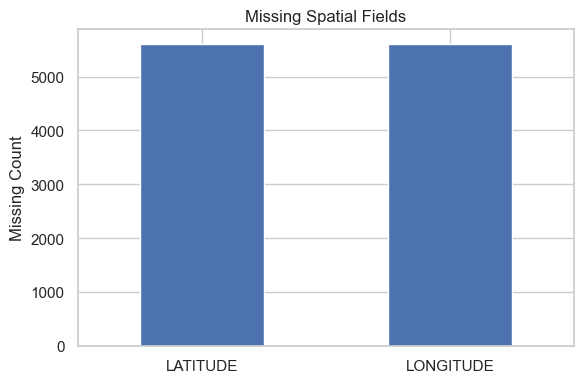 Missing Spatial Fields
Missing Count
5000
4000
3000
2000
1000
0
LATITUDE
LONGITUDE